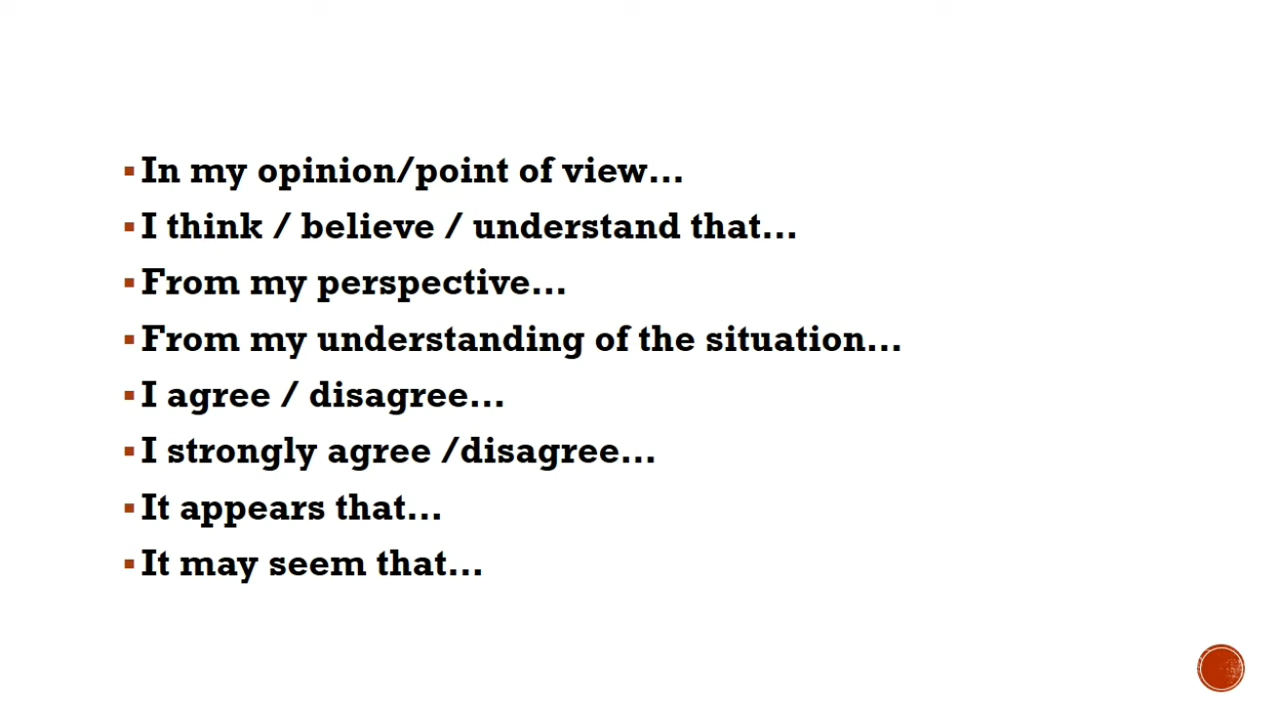 ▪In my opinion/point of view...
▪I think / believe / understand that...
▪From my perspective...
▪From my understanding of the situation...
▪I agree / disagree...
▪I strongly agree /disagree...
▪It appears that...
▪It may seem that...